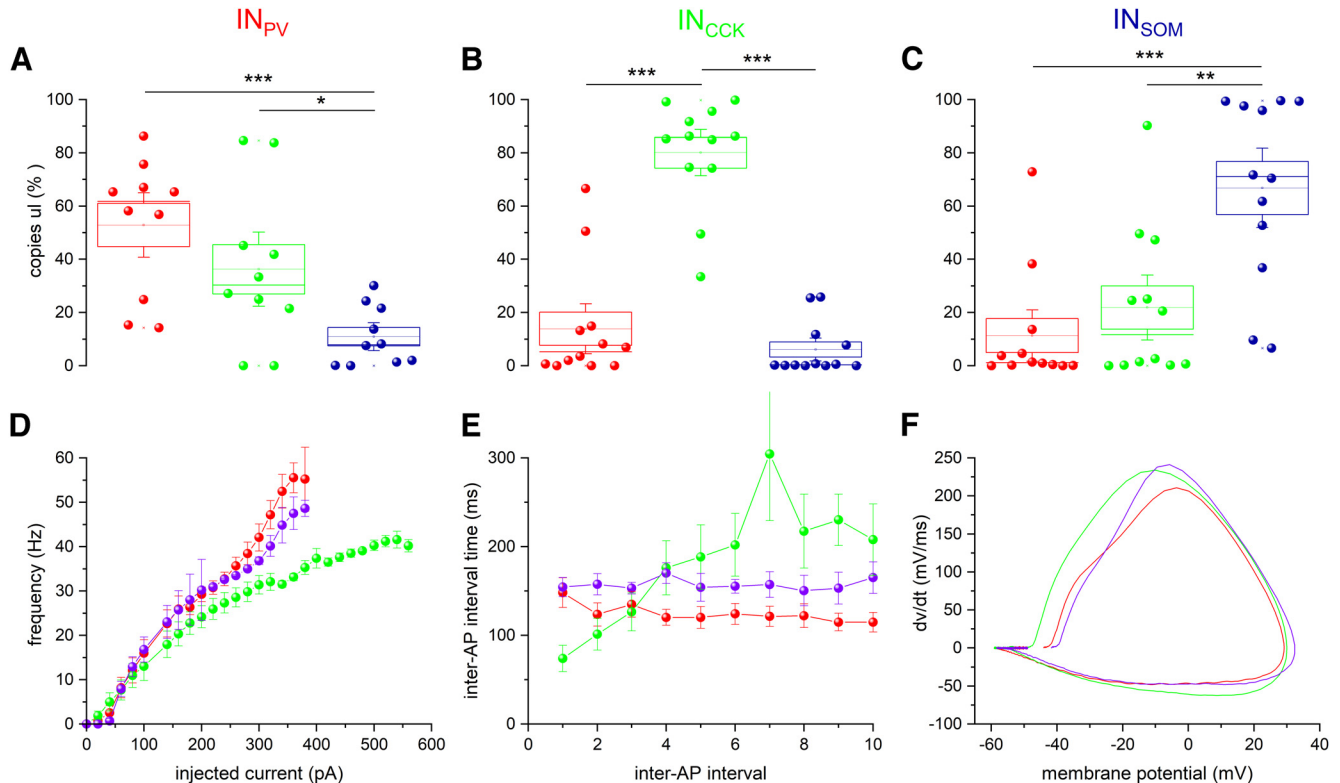 IN_PV IN_CCK IN_SOM
A B C
*** *** *** ***
* **
100 100 100
80 80 80
60 60 60
40 40 40
20 20 20
0 0 0
copies ul (%)
D E F
60
50
40
30
20
10
0
frequency (Hz)
0 100 200 300 400 500 600
injected current (pA)
300
200
100
0
inter-AP interval time (ms)
2 4 6 8 10
inter-AP interval
250
200
150
100
50
0
-50
-100
dv/dt (mV/ms)
-60 -40 -20 0 20 40
membrane potential (mV)